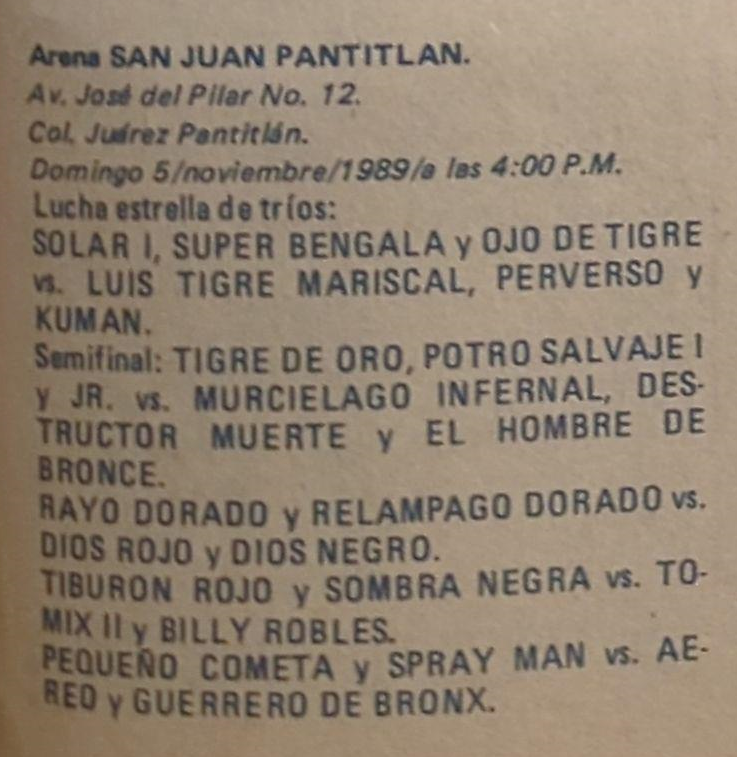 Arena SAN JUAN PANTITLAN.
Av. José del Pilar No. 12.
Col. Juárez Pantitlán.
Domingo 5/noviembre/1989/a las 4:00 P.M.
Lucha estrella de tríos:
SOLAR I, SUPER BENGALA y OJO DE TIGRE
vs. LUIS TIGRE MARISCAL, PERVERSO y
KUMAN.
Semifinal: TIGRE DE ORO, POTRO SALVAJE I
y JR. vs. MURCIELAGO INFERNAL, DES-
TRUCTOR MUERTE y EL HOMBRE DE
BRONCE.
RAYO DORADO y RELAMPAGO DORADO vs.
DIOS ROJO y DIOS NEGRO.
TIBURON ROJO y SOMBRA NEGRA vs. TO-
MIX II y BILLY ROBLES.
PEQUEÑO COMETA y SPRAY MAN vs. AE-
REO y GUERRERO DE BRONX.